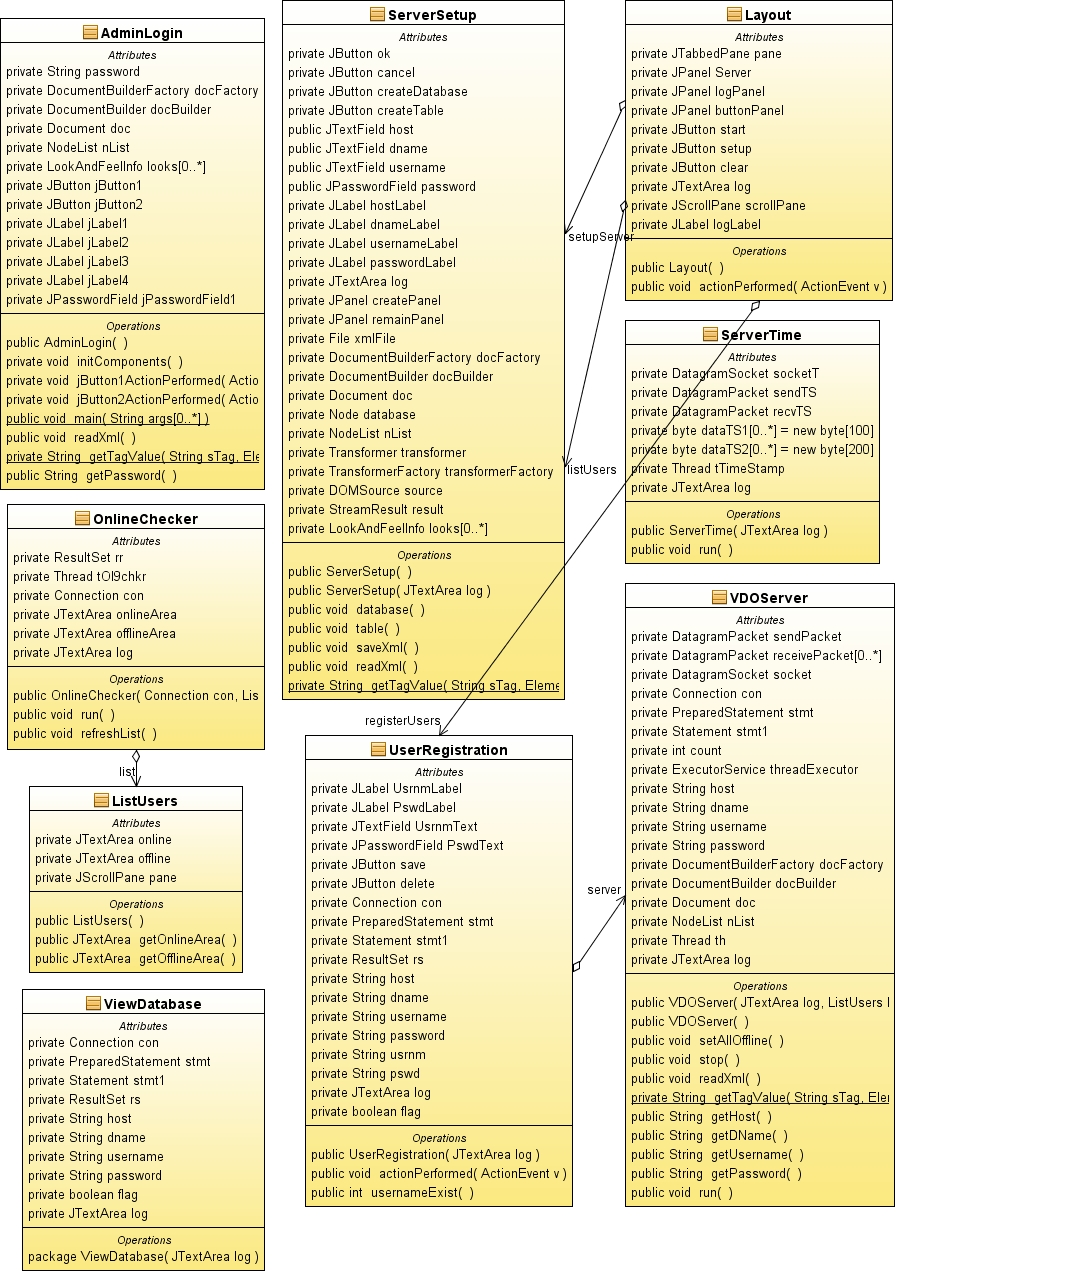 AdminLogin
Attributes
private String password
private DocumentBuilderFactory docFactory
private DocumentBuilder docBuilder
private Document doc
private NodeList nList
private LookAndFeelInfo looks[0..*]
private JButton jButton1
private JButton jButton2
private JLabel jLabel1
private JLabel jLabel2
private JLabel jLabel3
private JLabel jLabel4
private JPasswordField jPasswordField1
Operations
public AdminLogin( )
private void initComponents( )
private void jButton1ActionPerformed( Actio
private void jButton2ActionPerformed( Actio
public void main( String args[0..*] )
public void readXml( )
private String getTagValue( String sTag, Ele
public String getPassword( )
OnlineChecker
Attributes
private ResultSet rr
private Thread tOl9chkr
private Connection con
private JTextArea onlineArea
private JTextArea offlineArea
private JTextArea log
Operations
public OnlineChecker( Connection con, Lis
public void run( )
public void refreshList( )
list
ListUsers
Attributes
private JTextArea online
private JTextArea offline
private JScrollPane pane
Operations
public ListUsers( )
public JTextArea getOnlineArea( )
public JTextArea getOfflineArea( )
ViewDatabase
Attributes
private Connection con
private PreparedStatement stmt
private Statement stmt1
private ResultSet rs
private String host
private String dname
private String username
private String password
private boolean flag
private JTextArea log
Operations
package ViewDatabase( JTextArea log )
ServerSetup
Attributes
private JButton ok
private JButton cancel
private JButton createDatabase
private JButton createTable
public JTextField host
public JTextField dname
public JTextField username
public JPasswordField password
private JLabel hostLabel
private JLabel dnameLabel
private JLabel usernameLabel
private JLabel passwordLabel
private JTextArea log
private JPanel createPanel
private JPanel remainPanel
private File xmlFile
private DocumentBuilderFactory docFactory
private DocumentBuilder docBuilder
private Document doc
private Node database
private NodeList nList
private Transformer transformer
private TransformerFactory transformerFactory
private DOMSource source
private StreamResult result
private LookAndFeelInfo looks[0..*]
Operations
public ServerSetup( )
public ServerSetup( JTextArea log )
public void database( )
public void table( )
public void saveXml( )
public void readXml( )
private String getTagValue( String sTag, Eleme
registerUsers
UserRegistration
Attributes
private JLabel UsrnmLabel
private JLabel PswdLabel
private JTextField UsrnmText
private JPasswordField PswdText
private JButton save
private JButton delete
private Connection con
private PreparedStatement stmt
private Statement stmt1
private ResultSet rs
private String host
private String dname
private String username
private String password
private String usrnm
private String pswd
private JTextArea log
private boolean flag
Operations
public UserRegistration( JTextArea log )
public void actionPerformed( ActionEvent v )
public int usernameExist( )
setupServer
listUsers
server
Layout
Attributes
private JTabbedPane pane
private JPanel Server
private JPanel logPanel
private JPanel buttonPanel
private JButton start
private JButton setup
private JButton clear
private JTextArea log
private JScrollPane scrollPane
private JLabel logLabel
Operations
public Layout( )
public void actionPerformed( ActionEvent v )
ServerTime
Attributes
private DatagramSocket socketT
private DatagramPacket sendTS
private DatagramPacket recvTS
private byte dataTS1[0..*] = new byte[100]
private byte dataTS2[0..*] = new byte[200]
private Thread tTimeStamp
private JTextArea log
Operations
public ServerTime( JTextArea log )
public void run( )
VDOServer
Attributes
private DatagramPacket sendPacket
private DatagramPacket receivePacket[0..*]
private DatagramSocket socket
private Connection con
private PreparedStatement stmt
private Statement stmt1
private int count
private ExecutorService threadExecutor
private String host
private String dname
private String username
private String password
private DocumentBuilderFactory docFactory
private DocumentBuilder docBuilder
private Document doc
private NodeList nList
private Thread th
private JTextArea log
Operations
public VDOServer( JTextArea log, ListUsers l
public VDOServer( )
public void setAllOffline( )
public void stop( )
public void readXml( )
private String getTagValue( String sTag, Elei
public String getHost( )
public String getDName( )
public String getUsername( )
public String getPassword( )
public void run( )